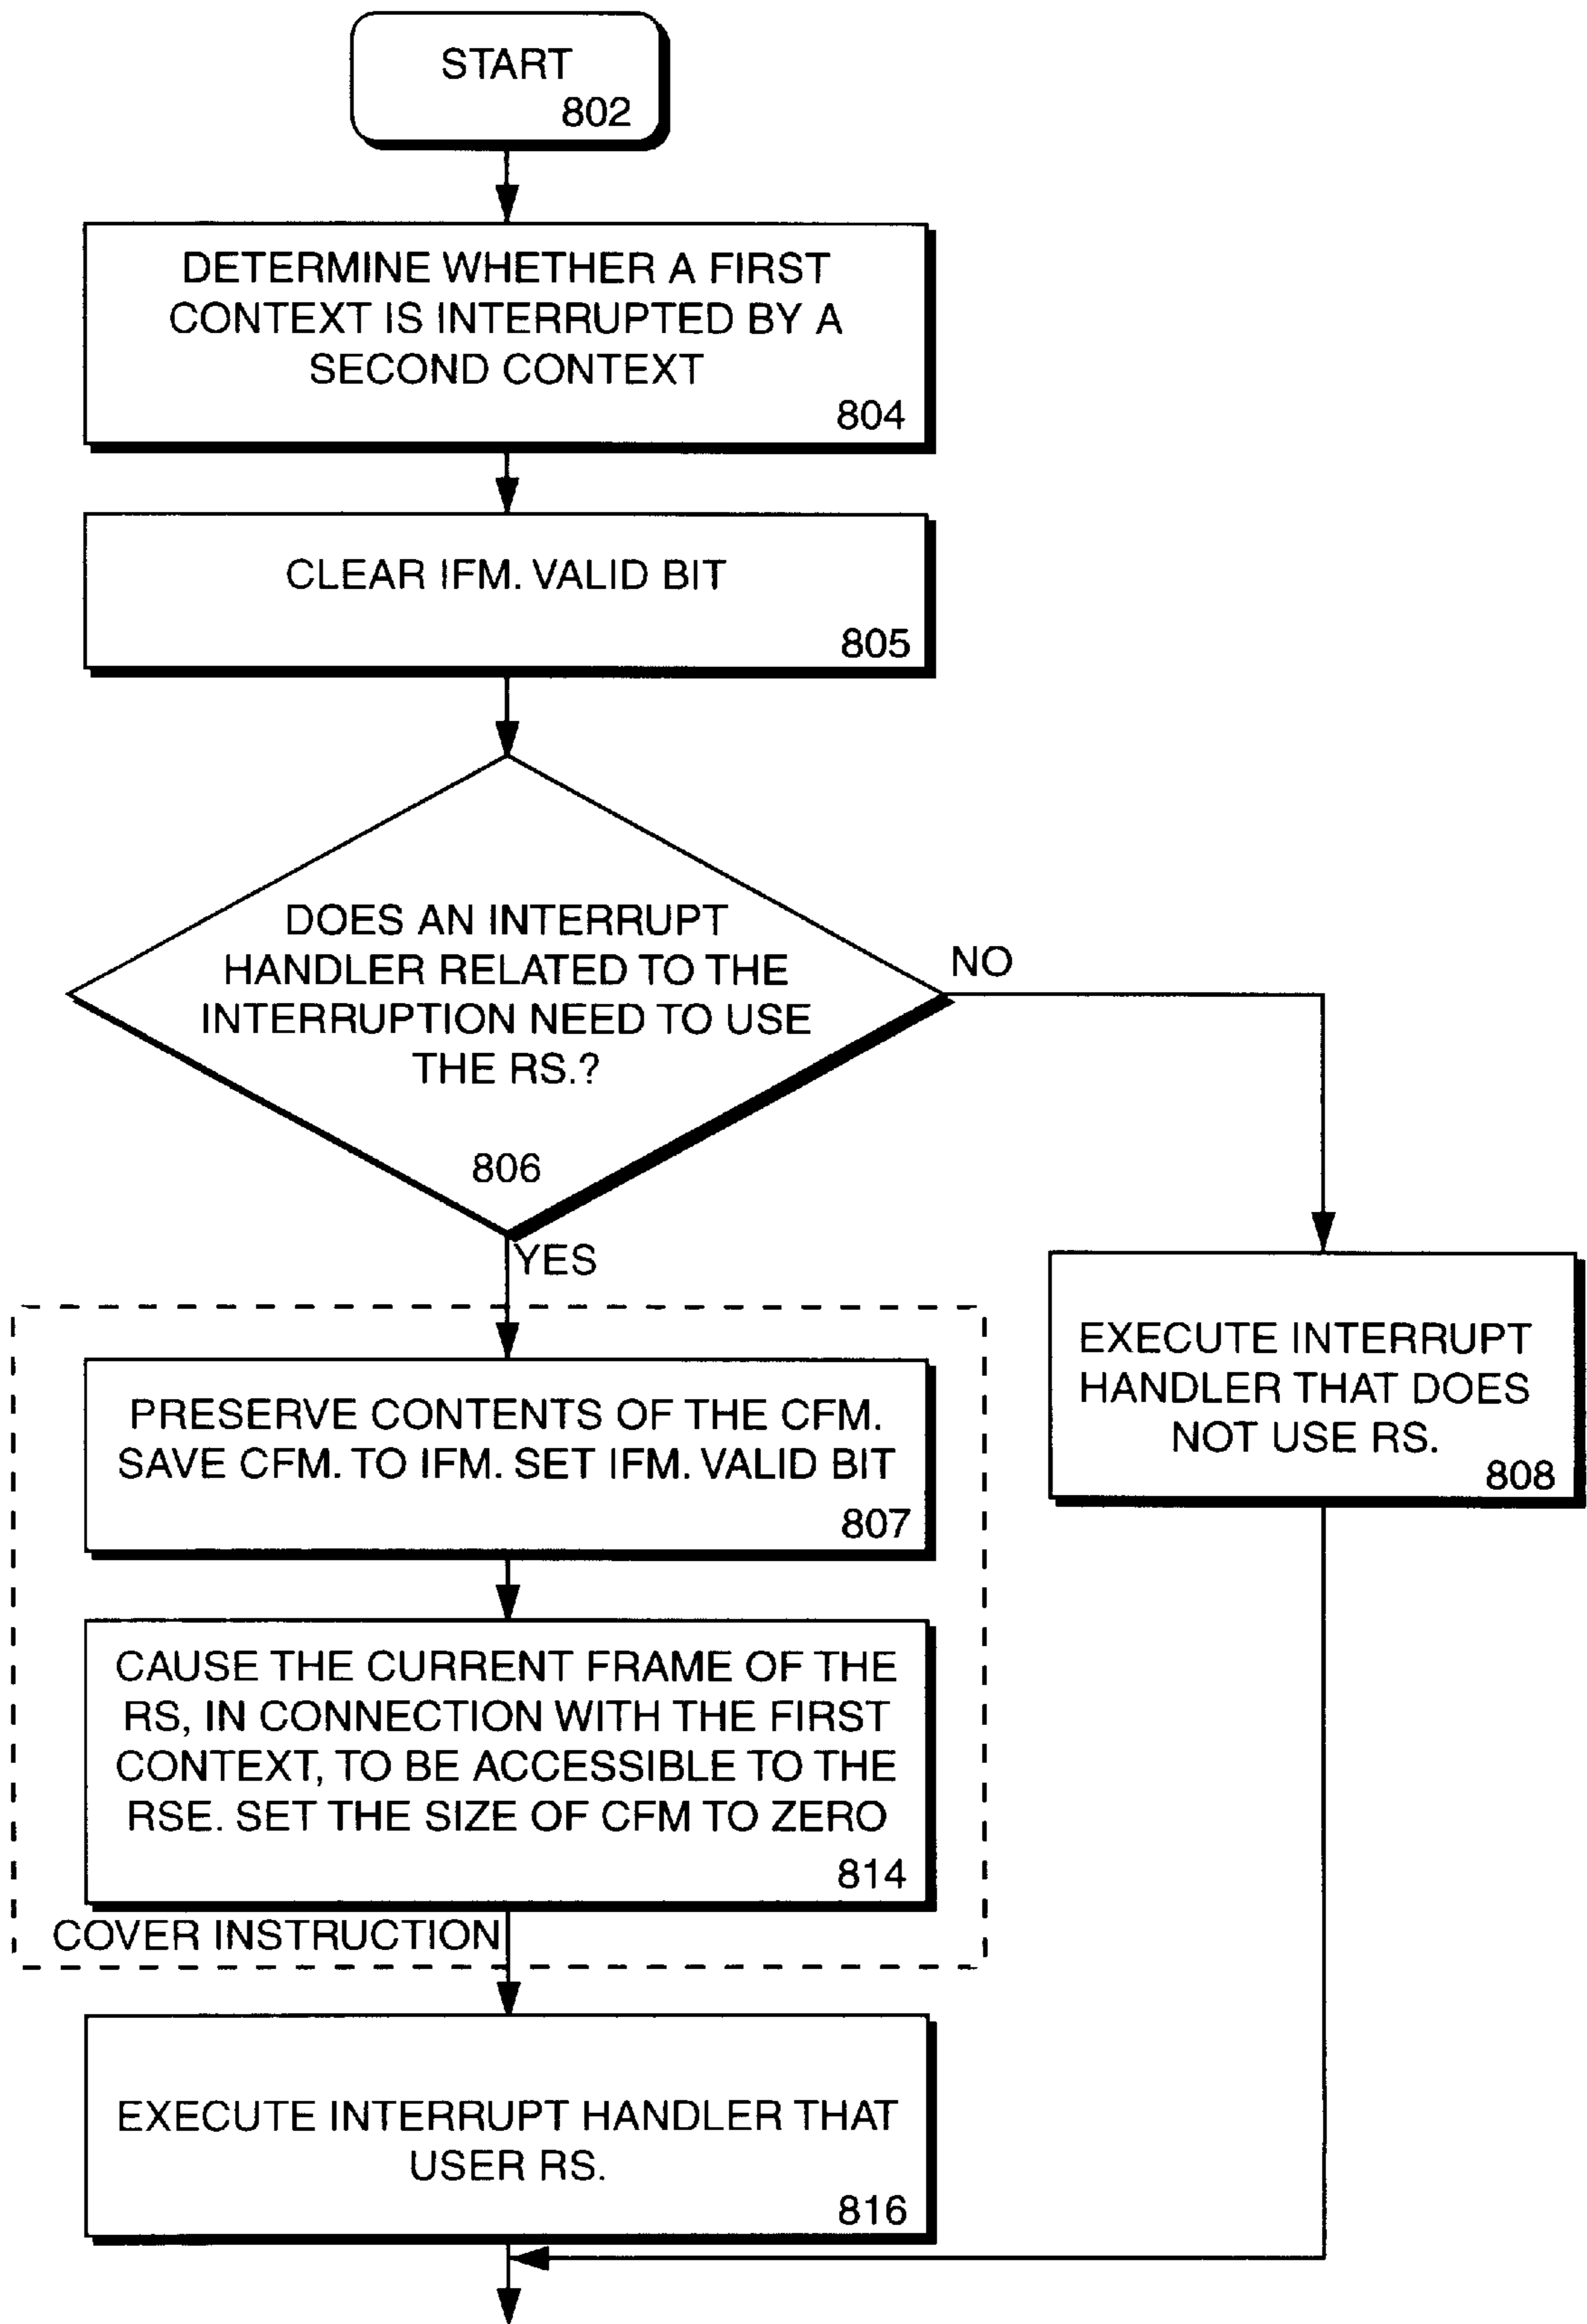 START
802
DETERMINE WHETHER A FIRST
CONTEXT IS INTERRUPTED BY A
SECOND CONTEXT
804
CLEAR IFM. VALID BIT
805
DOES AN INTERRUPT
HANDLER RELATED TO THE
INTERRUPTION NEED TO USE
THE RS.?
806
NO
YES
EXECUTE INTERRUPT
HANDLER THAT DOES
NOT USE RS.
808
PRESERVE CONTENTS OF THE CFM.
SAVE CFM. TO IFM. SET IFM. VALID BIT
807
CAUSE THE CURRENT FRAME OF THE
RS, IN CONNECTION WITH THE FIRST
CONTEXT, TO BE ACCESSIBLE TO THE
RSE. SET THE SIZE OF CFM TO ZERO
814
COVER INSTRUCTION
EXECUTE INTERRUPT HANDLER THAT
USER RS.
816